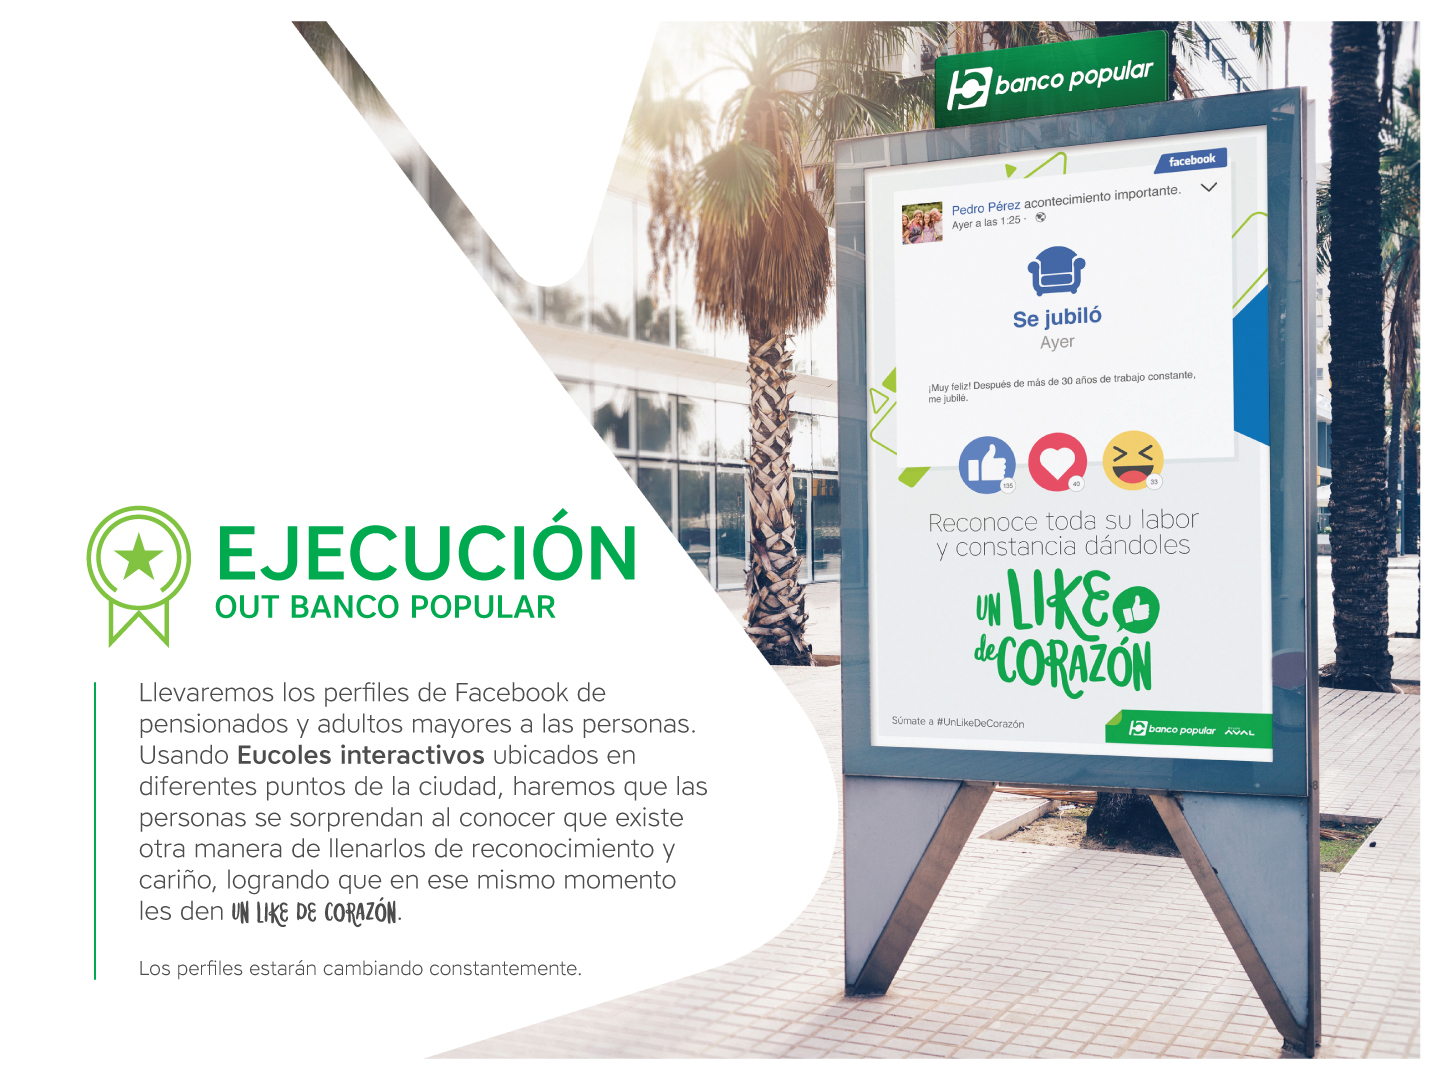 EJECUCIÓN
OUT BANCO POPULAR
Llevaremos los perfiles de Facebook de
pensionados y adultos mayores a las personas.
Usando Eucoles interactivos ubicados en
diferentes puntos de la ciudad, haremos que las
personas se sorprendan al conocer que existe
otra manera de llenarlos de reconocimiento y
cariño, logrando que en ese mismo momento
les den UN LIKE DE CORAZÓN.
Los perfiles estarán cambiando constantemente.
banco popular
facebook
Pedro Pérez acontecimiento importante.
Ayer a las 1:25 ·
Se jubiló
Ayer
¡Muy feliz! Después de más de 30 años de trabajo constante,
me jubilé.
135
40
33
Reconoce toda su labor
y constancia dándoles
UN LIKE
de CORAZÓN
Súmate a #UnLikeDeCorazón
banco popular
AVAL